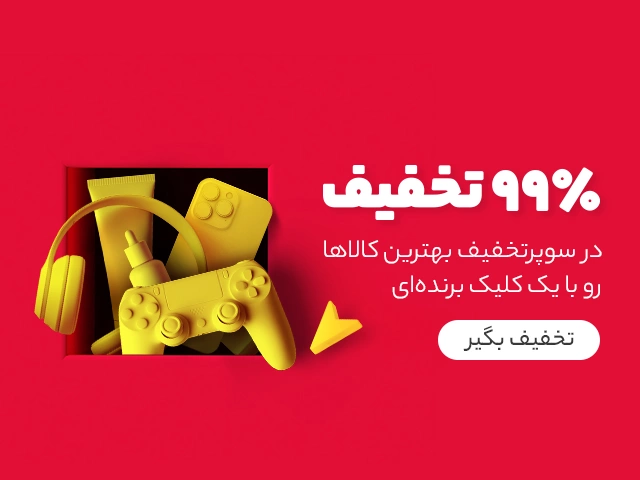 ۹۹% تخفیف
در سوپرتخفیف بهترین کالاها
رو با یک کلیک برنده‌ای
تخفیف بگیر